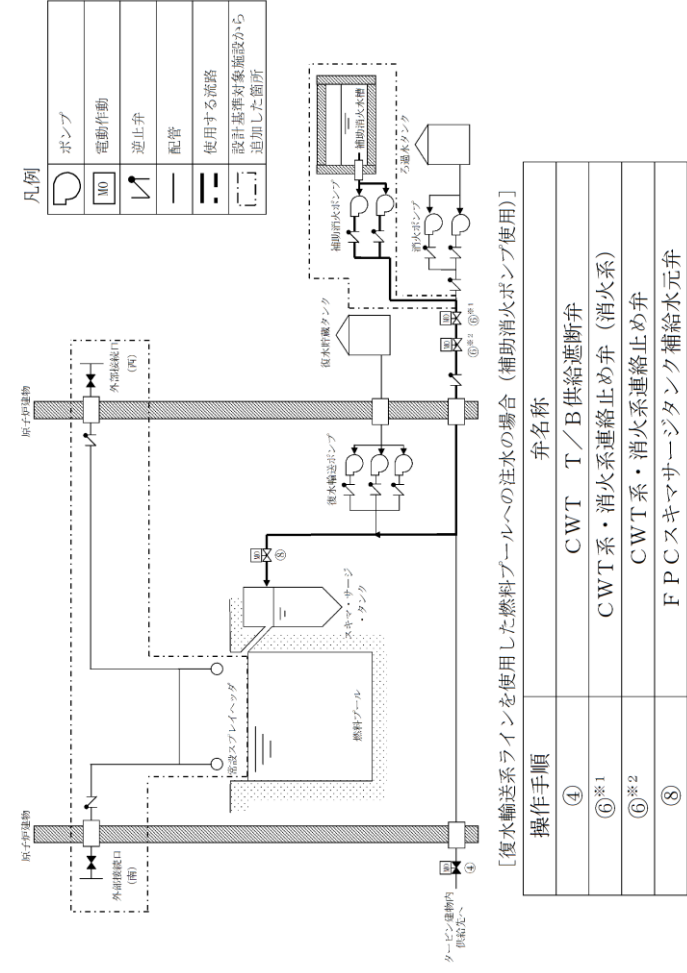 凡例
ポンプ
MO 電動作動
逆止弁
配管
使用する流路
設計基準対象施設から
追加した箇所
原子炉建物
原子炉建物
外部接続口
(南)
外部接続口
(西)
常設スプレイヘッダ
燃料プール
スキマ・サージ
・タンク
MO
⑧
復水輸送ポンプ
復水貯蔵タンク
補助消火ポンプ
補助消火水槽
消火ポンプ
ろ過水タンク
MO
⑥※2
MO
⑥※1
MO
④
タービン建物内
供給先へ
[復水輸送系ラインを使用した燃料プールへの注水の場合(補助消火ポンプ使用)]
操作手順 弁名称
④ CWT T/B供給遮断弁
⑥※1 CWT系・消火系連絡止め弁(消火系)
⑥※2 CWT系・消火系連絡止め弁
⑧ FPCスキマサージタンク補給水元弁